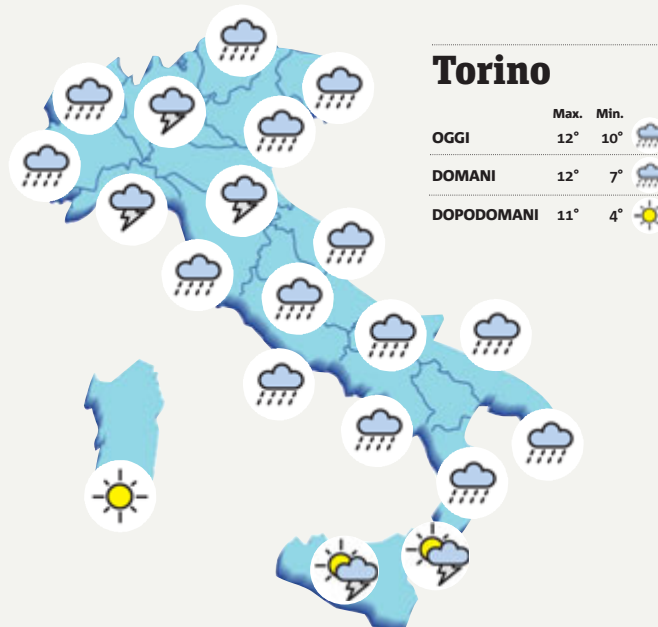 Torino
Max. Min.
OGGI 12° 10°
DOMANI 12° 7°
DOPODOMANI 11° 4°